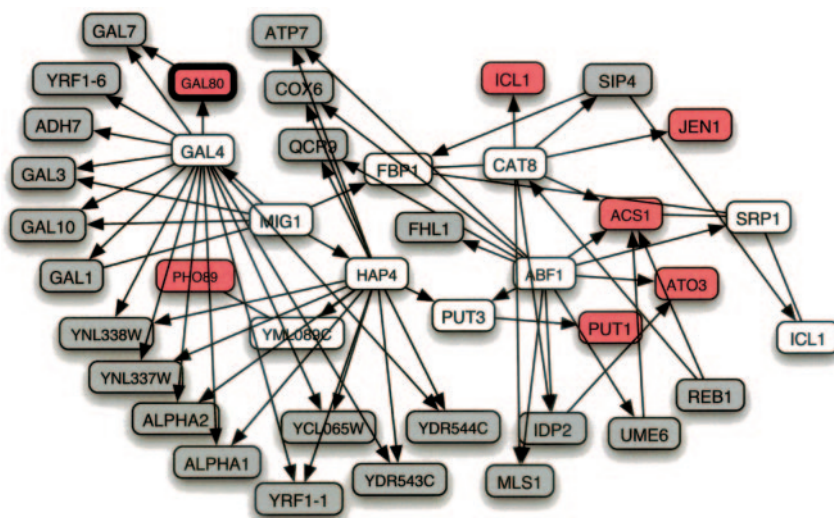 GAL7
ATP7
YRF1-6
GAL80
COX6
ICL1
SIP4
ADH7
JEN1
GAL4
QCR9
FBP1
CAT8
GAL3
GAL10
MIG1
FHL1
ACS1
SRP1
GAL1
PHO89
HAP4
ABF1
ATO3
YNL338W
YML089C
PUT3
PUT1
ICL1
YNL337W
REB1
ALPHA2
YCL065W
YDR544C
IDP2
UME6
ALPHA1
YRF1-1
YDR543C
MLS1